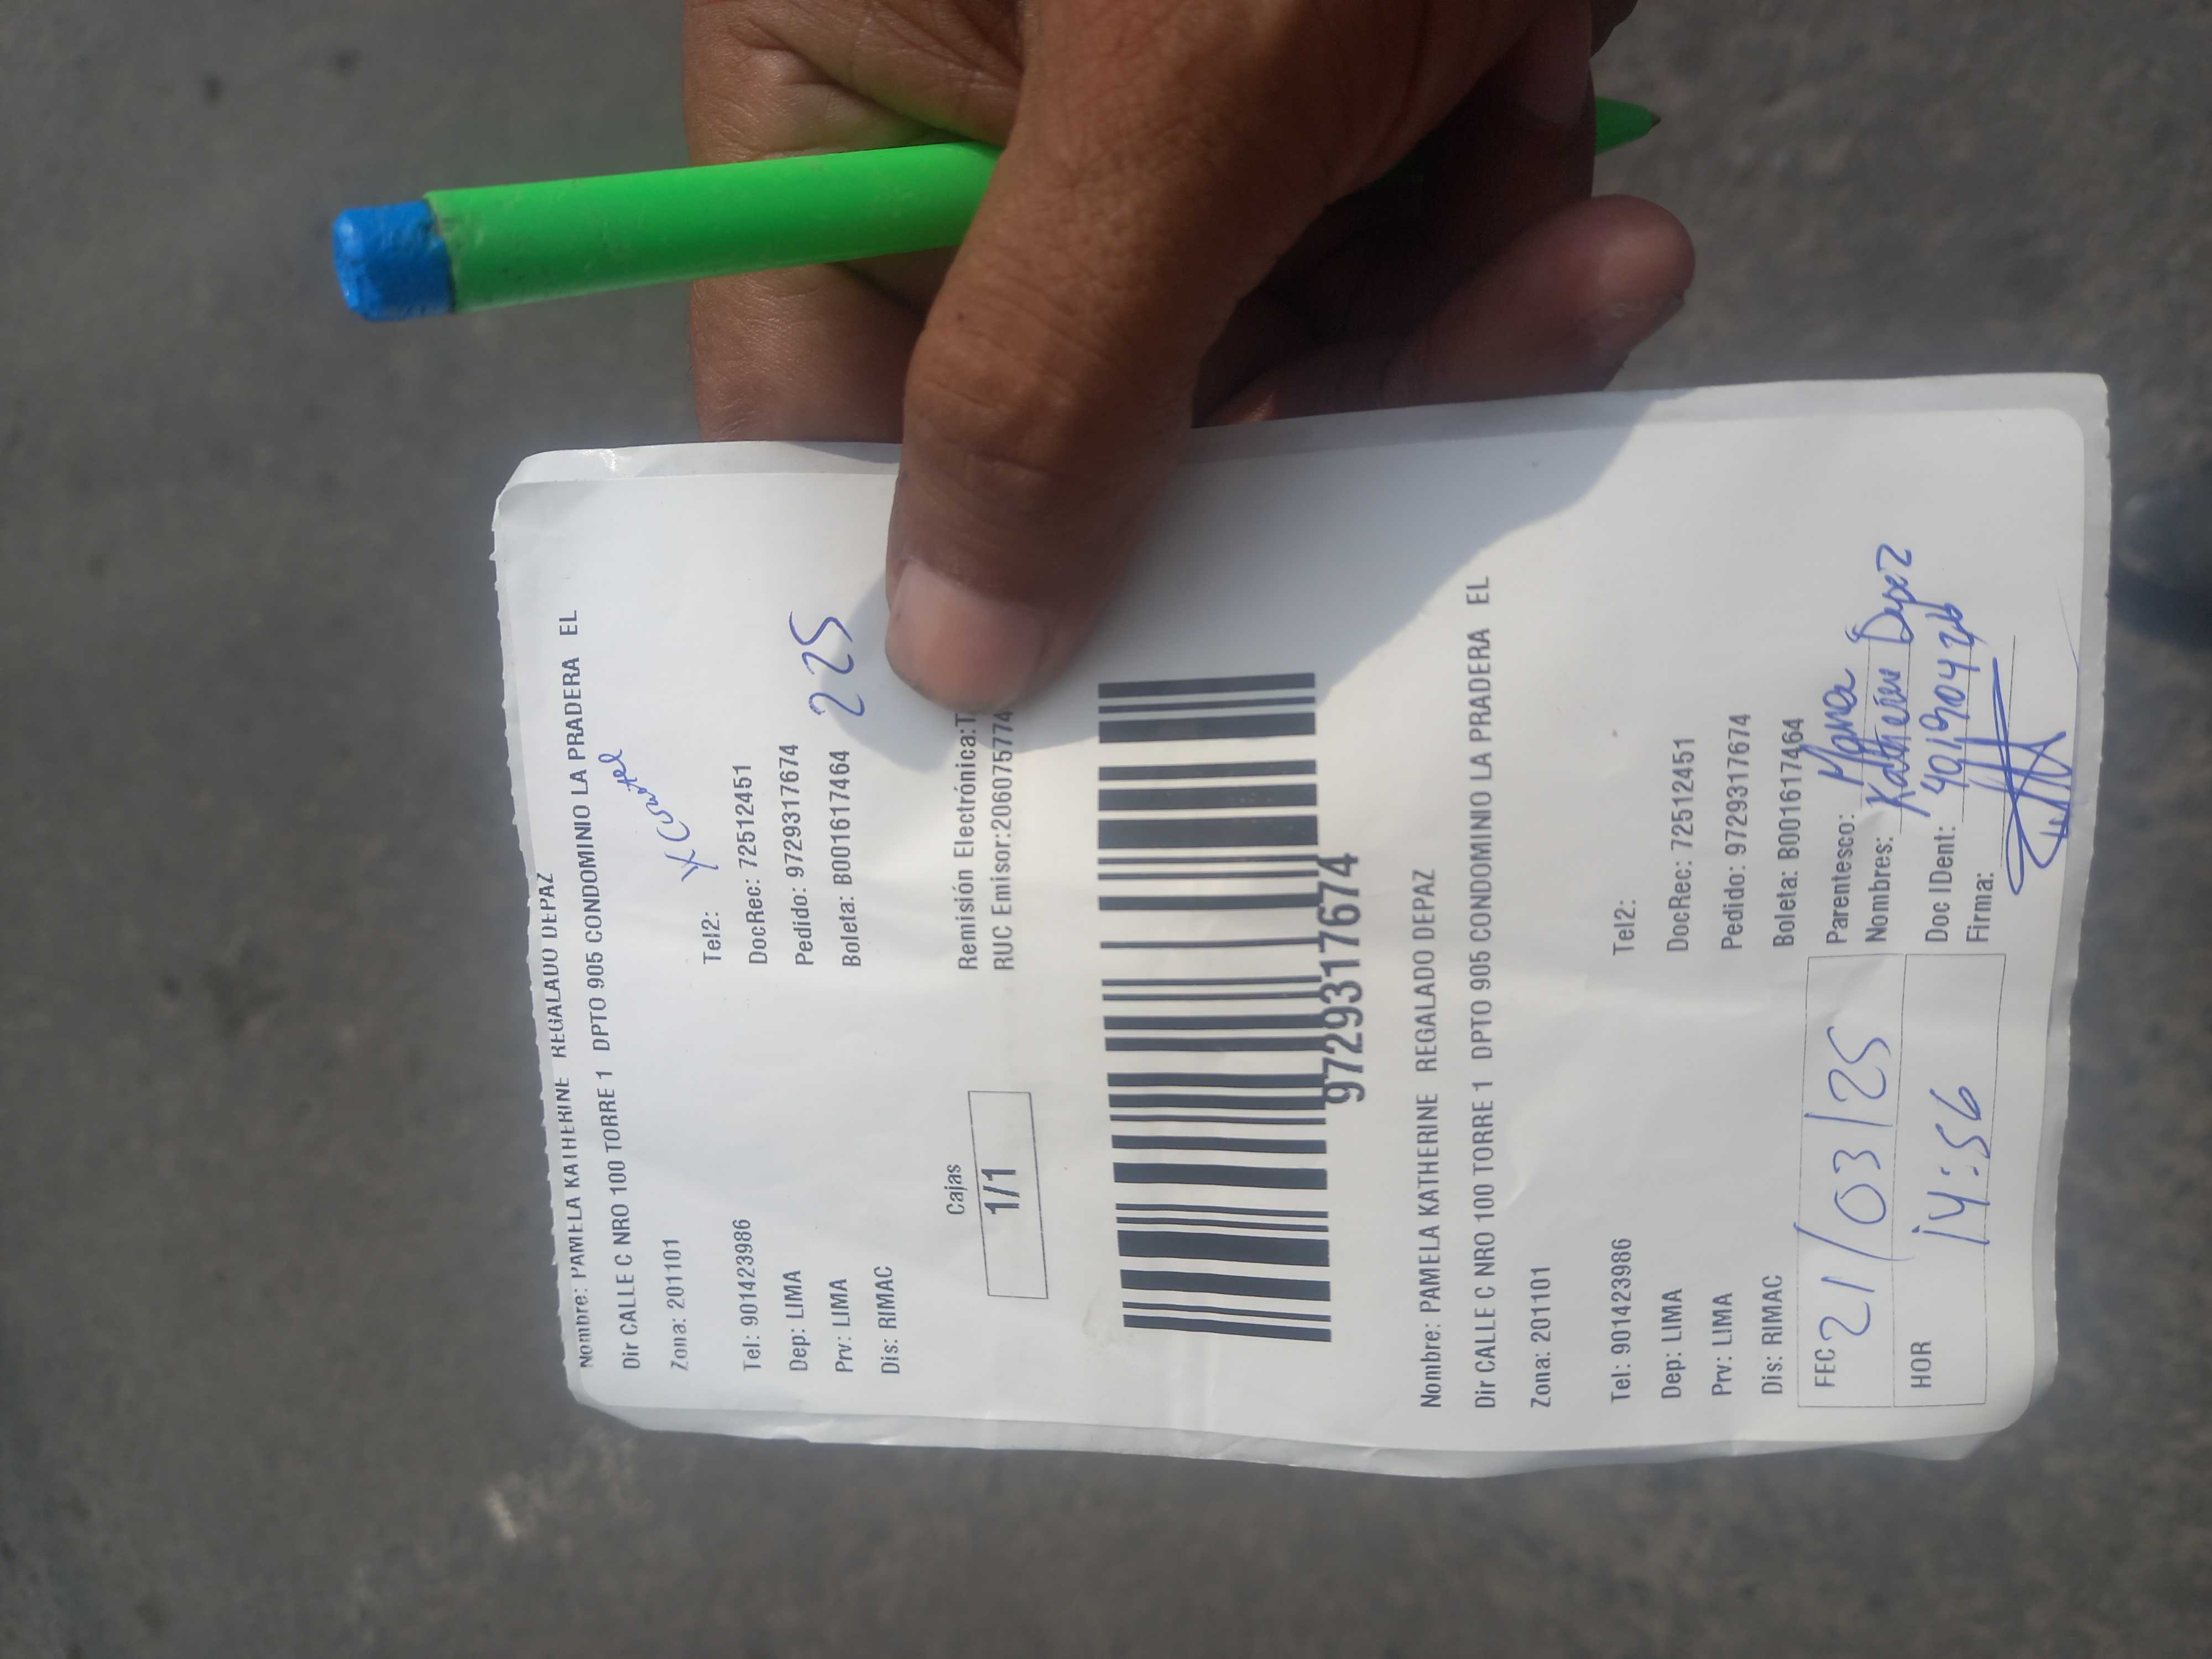 Nombre: PAMELA KATHERINE REGALADO DEPAZ
Dir CALLE C NRO 100 TORRE 1 DPTO 905 CONDOMINIO LA PRADERA EL
Zona: 201101
Tel: 901423986 Tel2:
Dep: LIMA DocRec: 72512451
Prv: LIMA Pedido: 9729317674
Dis: RIMAC Boleta: B001617464
225
Cajas
1/1
Remisión Electrónica:T
RUC Emisor:206075774
9729317674
Nombre: PAMELA KATHERINE REGALADO DEPAZ
Dir CALLE C NRO 100 TORRE 1 DPTO 905 CONDOMINIO LA PRADERA EL
Zona: 201101
Tel: 901423986 Tel2:
Dep: LIMA DocRec: 72512451
Prv: LIMA Pedido: 9729317674
Dis: RIMAC Boleta: B001617464
FEC 21/03/25 Parentesco: Mama
Nombres: Depaz
HOR 14:56 Doc IDent:
Firma: